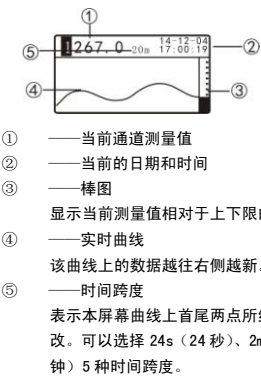 ①
1267.0 20m 14-12-04
17:00:19
②
⑤
④
③
① ——当前通道测量值
② ——当前的日期和时间
③ ——棒图
显示当前测量值相对于上下限
④ ——实时曲线
该曲线上的数据越往右侧越新
⑤ ——时间跨度
表示本屏幕曲线上首尾两点所
改。可以选择 24s（24 秒）、2
钟）5 种时间跨度。